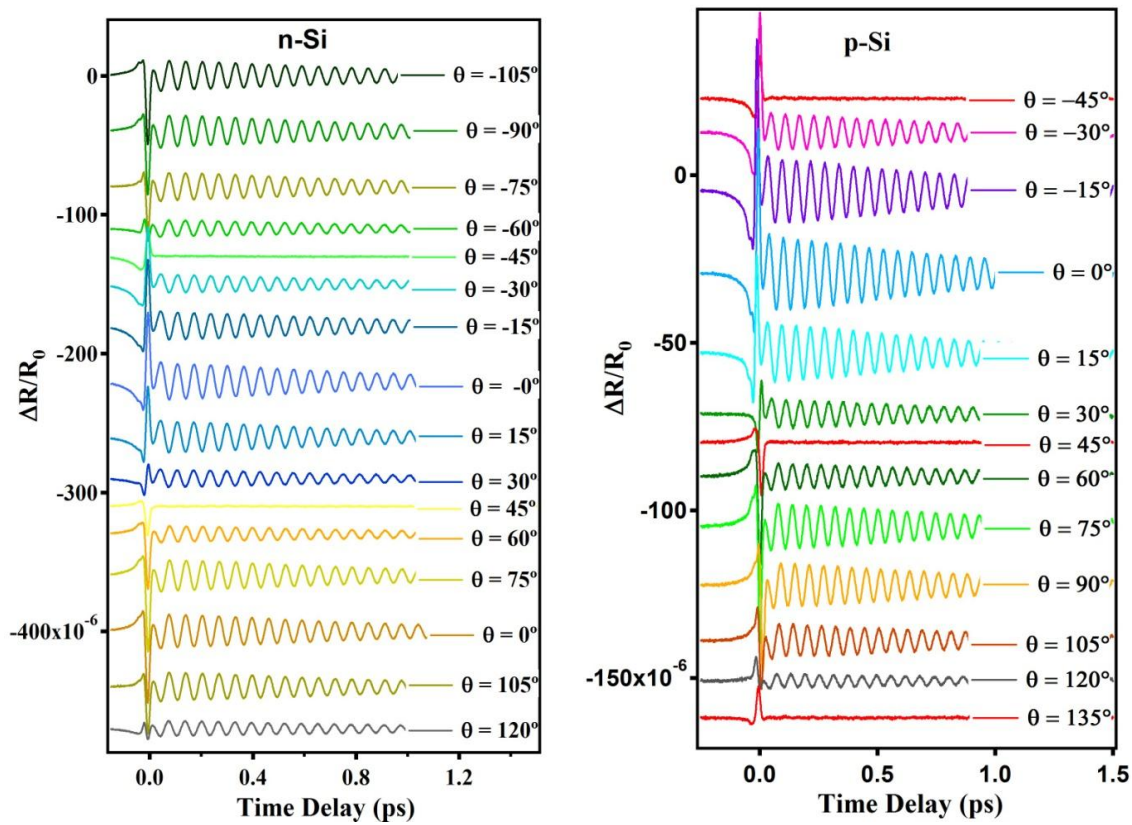 n-Si
0
-100
-200
-300
-400x10⁻⁶
ΔR/R₀
θ = -105º
θ = -90º
θ = -75º
θ = -60º
θ = -45º
θ = -30º
θ = -15º
θ = -0º
θ = 15º
θ = 30º
θ = 45º
θ = 60º
θ = 75º
θ = 0º
θ = 105º
θ = 120º
0.0 0.4 0.8 1.2
Time Delay (ps)
p-Si
0
-50
-100
-150x10⁻⁶
ΔR/R₀
θ = −45°
θ = −30°
θ = −15°
θ = 0°
θ = 15°
θ = 30°
θ = 45°
θ = 60°
θ = 75°
θ = 90°
θ = 105°
θ = 120°
θ = 135°
0.0 0.5 1.0 1.5
Time Delay (ps)